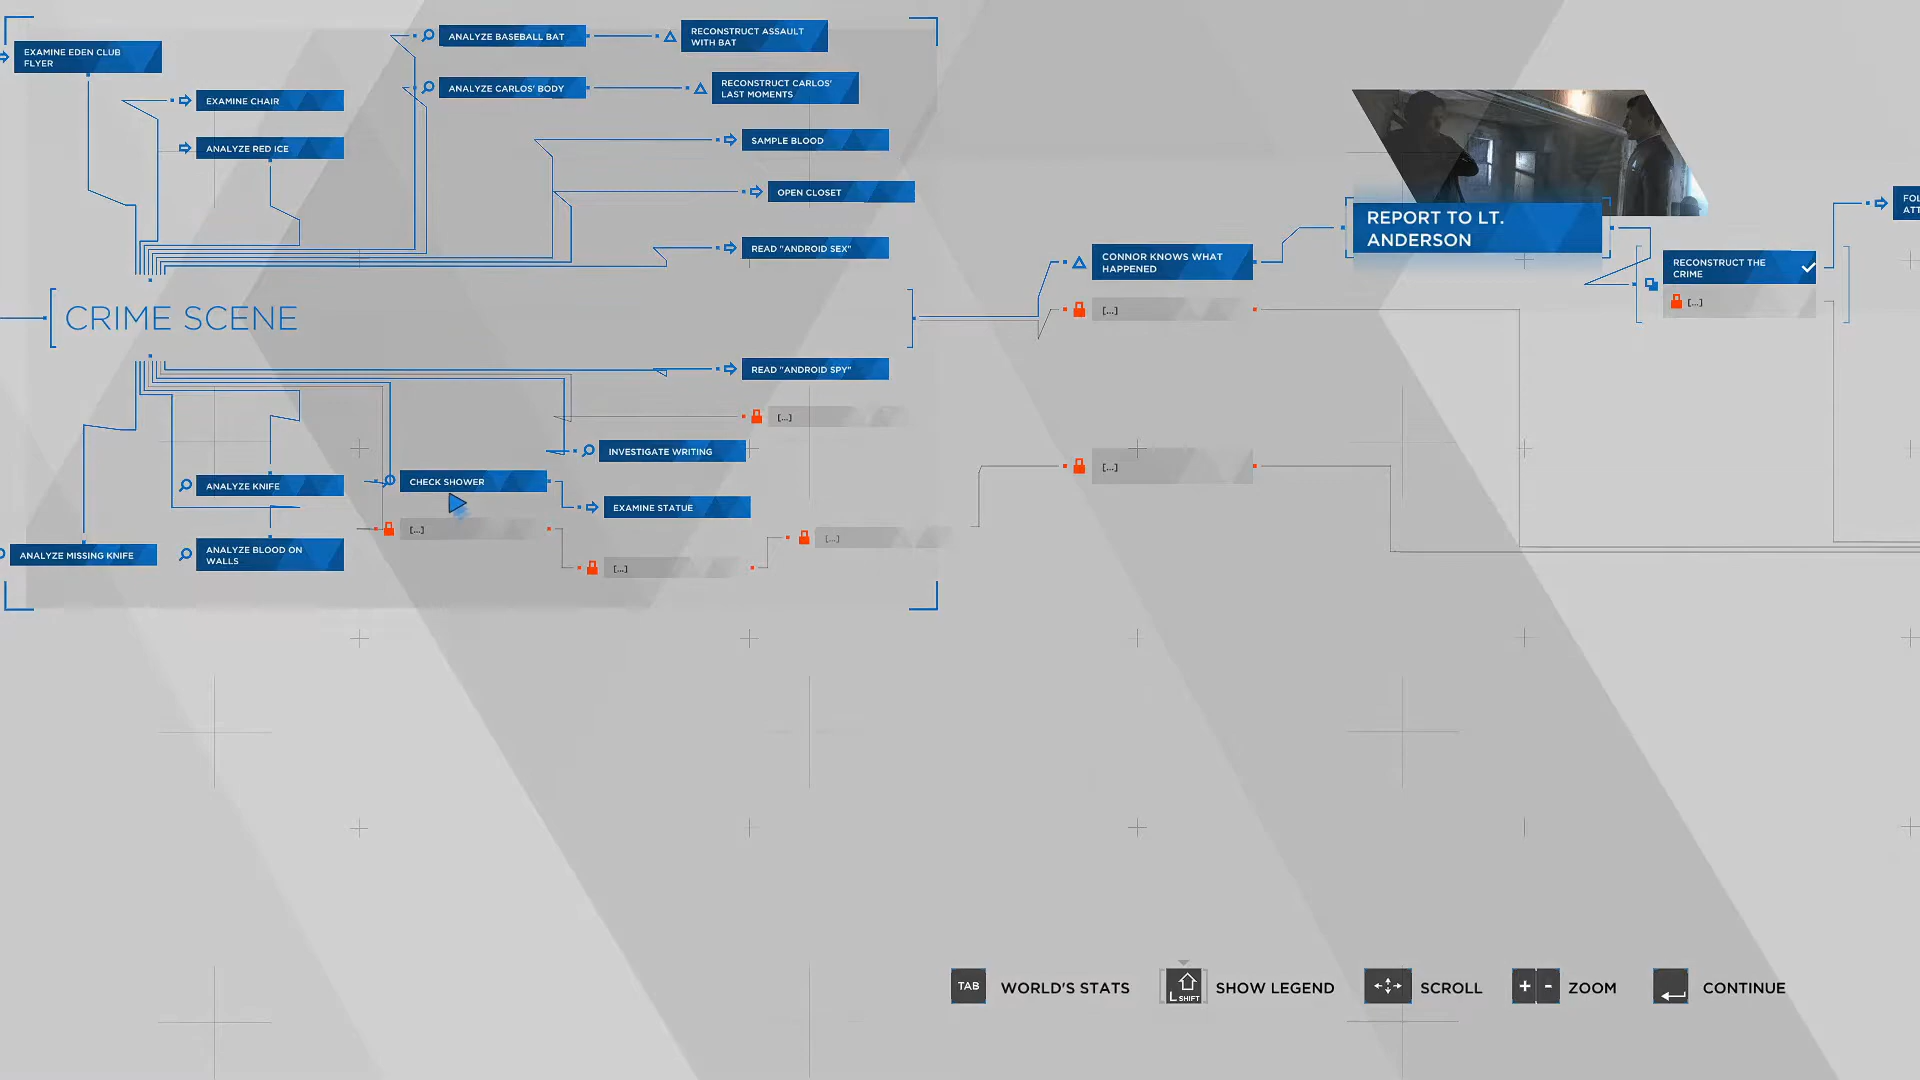 EXAMINE EDEN CLUB
FLYER
EXAMINE CHAIR
ANALYZE RED ICE
ANALYZE BASEBALL BAT
RECONSTRUCT ASSAULT
WITH BAT
ANALYZE CARLOS' BODY
RECONSTRUCT CARLOS'
LAST MOMENTS
SAMPLE BLOOD
OPEN CLOSET
READ "ANDROID SEX"
CRIME SCENE
READ "ANDROID SPY"
[...]
INVESTIGATE WRITING
ANALYZE KNIFE
CHECK SHOWER
EXAMINE STATUE
[...]
[...]
[...]
ANALYZE MISSING KNIFE
ANALYZE BLOOD ON
WALLS
CONNOR KNOWS WHAT
HAPPENED
[...]
[...]
REPORT TO LT.
ANDERSON
RECONSTRUCT THE
CRIME
[...]
TAB WORLD'S STATS
L SHIFT SHOW LEGEND
SCROLL
+ - ZOOM
CONTINUE